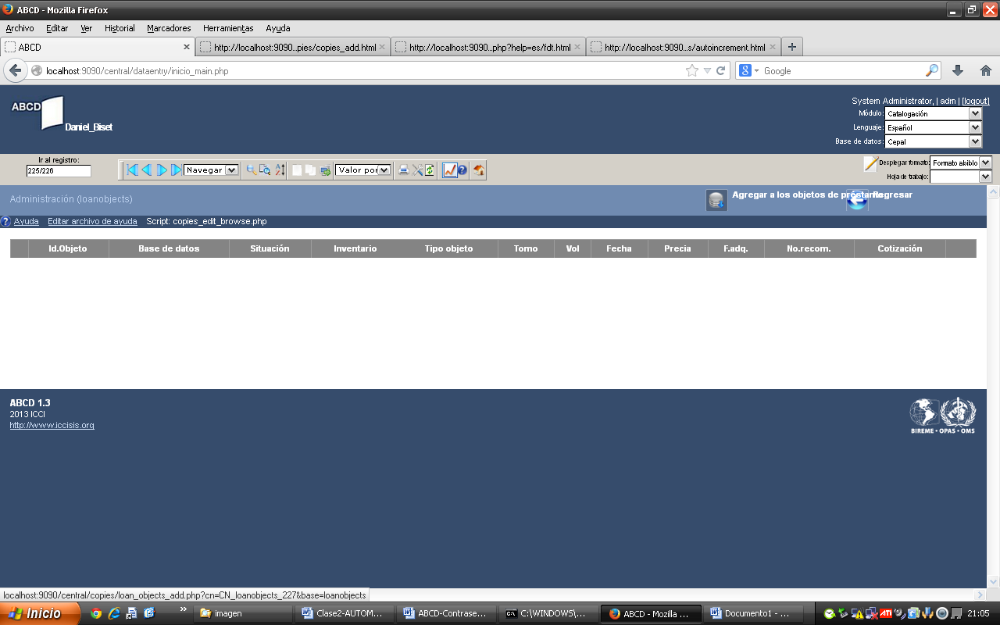 ABCD - Mozilla Firefox
Archivo Editar Ver Historial Marcadores Herramientas Ayuda
ABCD
http://localhost:9090...pies/copies_add.html
http://localhost:9090...php?help=es/fdt.html
http://localhost:9090...s/autoincrement.html
localhost:9090/central/dataentry/inicio_main.php
Google
ABCD
Daniel_Biset
System Administrator, | adm | [logout]
Módulo: Catalogación
Lenguaje: Español
Base de datos: Cepal
Ir al registro:
225/226
Navegar
Valor por
Desplegar formato: Formato abiblo
Hoja de trabajo:
Administración (loanobjects)
Agregar a los objetos de préstamo
Regresar
Ayuda Editar archivo de ayuda Script: copies_edit_browse.php
Id.Objeto Base de datos Situación Inventario Tipo objeto Tomo Vol Fecha Precia F.adq. No.recom. Cotización
ABCD 1.3
2013 ICCI
http://www.iccisis.org
BIREME • OPAS • OMS
localhost:9090/central/copies/loan_objects_add.php?cn=CN_loanobjects_227&base=loanobjects
Inicio
imagen
Clase2-AUTOM...
ABCD-Contrase...
C:\WINDOWS\...
ABCD - Mozilla ...
Documento1 - ...
ATI
21:05